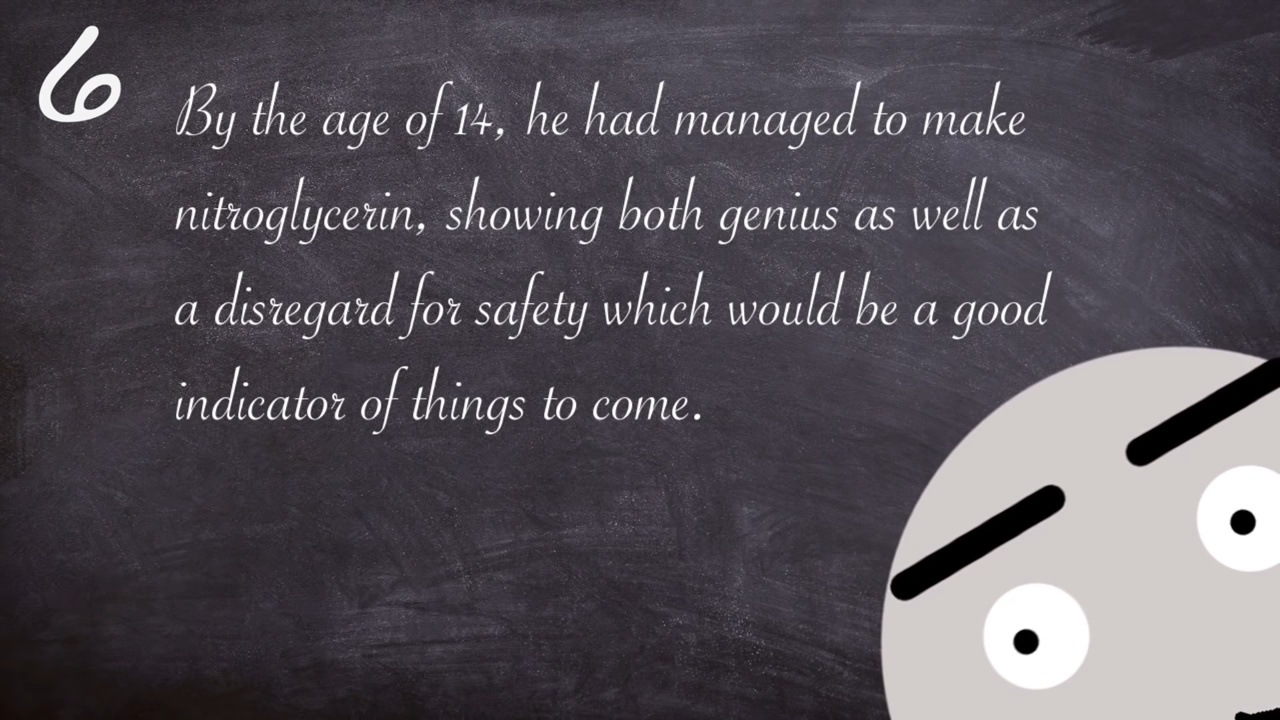 6
By the age of 14, he had managed to make
nitroglycerin, showing both genius as well as
a disregard for safety which would be a good
indicator of things to come.